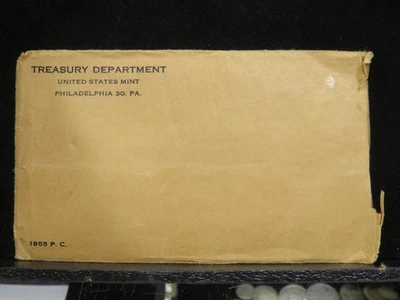 TREASURY DEPARTMENT
UNITED STATES MINT
PHILADELPHIA 30. PA.
1955 P. C.